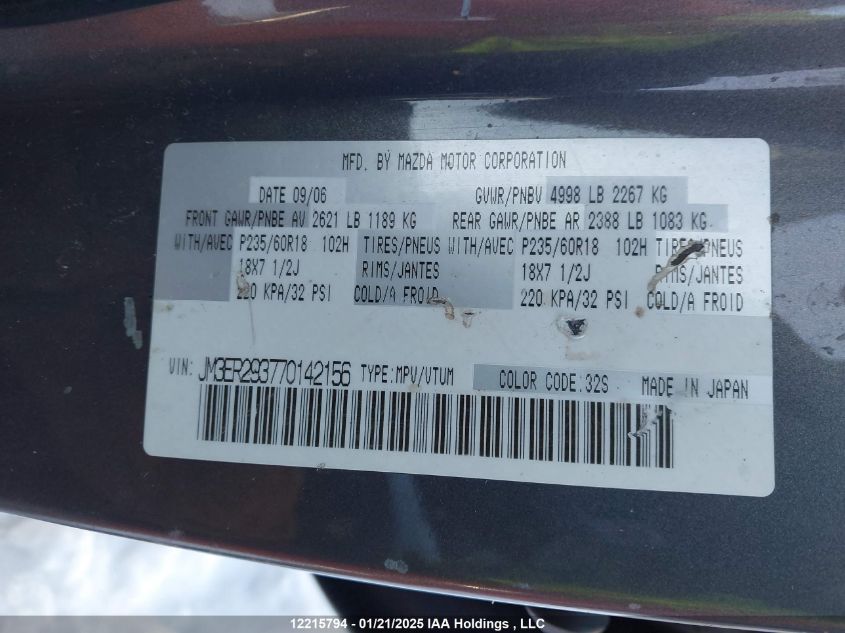 MFD. BY MAZDA MOTOR CORPORATION
DATE 09/06 GVWR/PNBV 4998 LB 2267 KG
FRONT GAWR/PNBE AV 2621 LB 1189 KG REAR GAWR/PNBE AR 2388 LB 1083 KG
WITH/AVEC P235/60R18 102H TIRES/PNEUS WITH/AVEC P235/60R18 102H TIRES/PNEUS
18X7 1/2J RIMS/JANTES 18X7 1/2J RIMS/JANTES
220 KPA/32 PSI COLD/A FROID 220 KPA/32 PSI COLD/A FROID
VIN: JM3ER293770142156 TYPE:MPV/VTUM COLOR CODE:32S MADE IN JAPAN
12215794 - 01/21/2025 IAA Holdings, LLC.